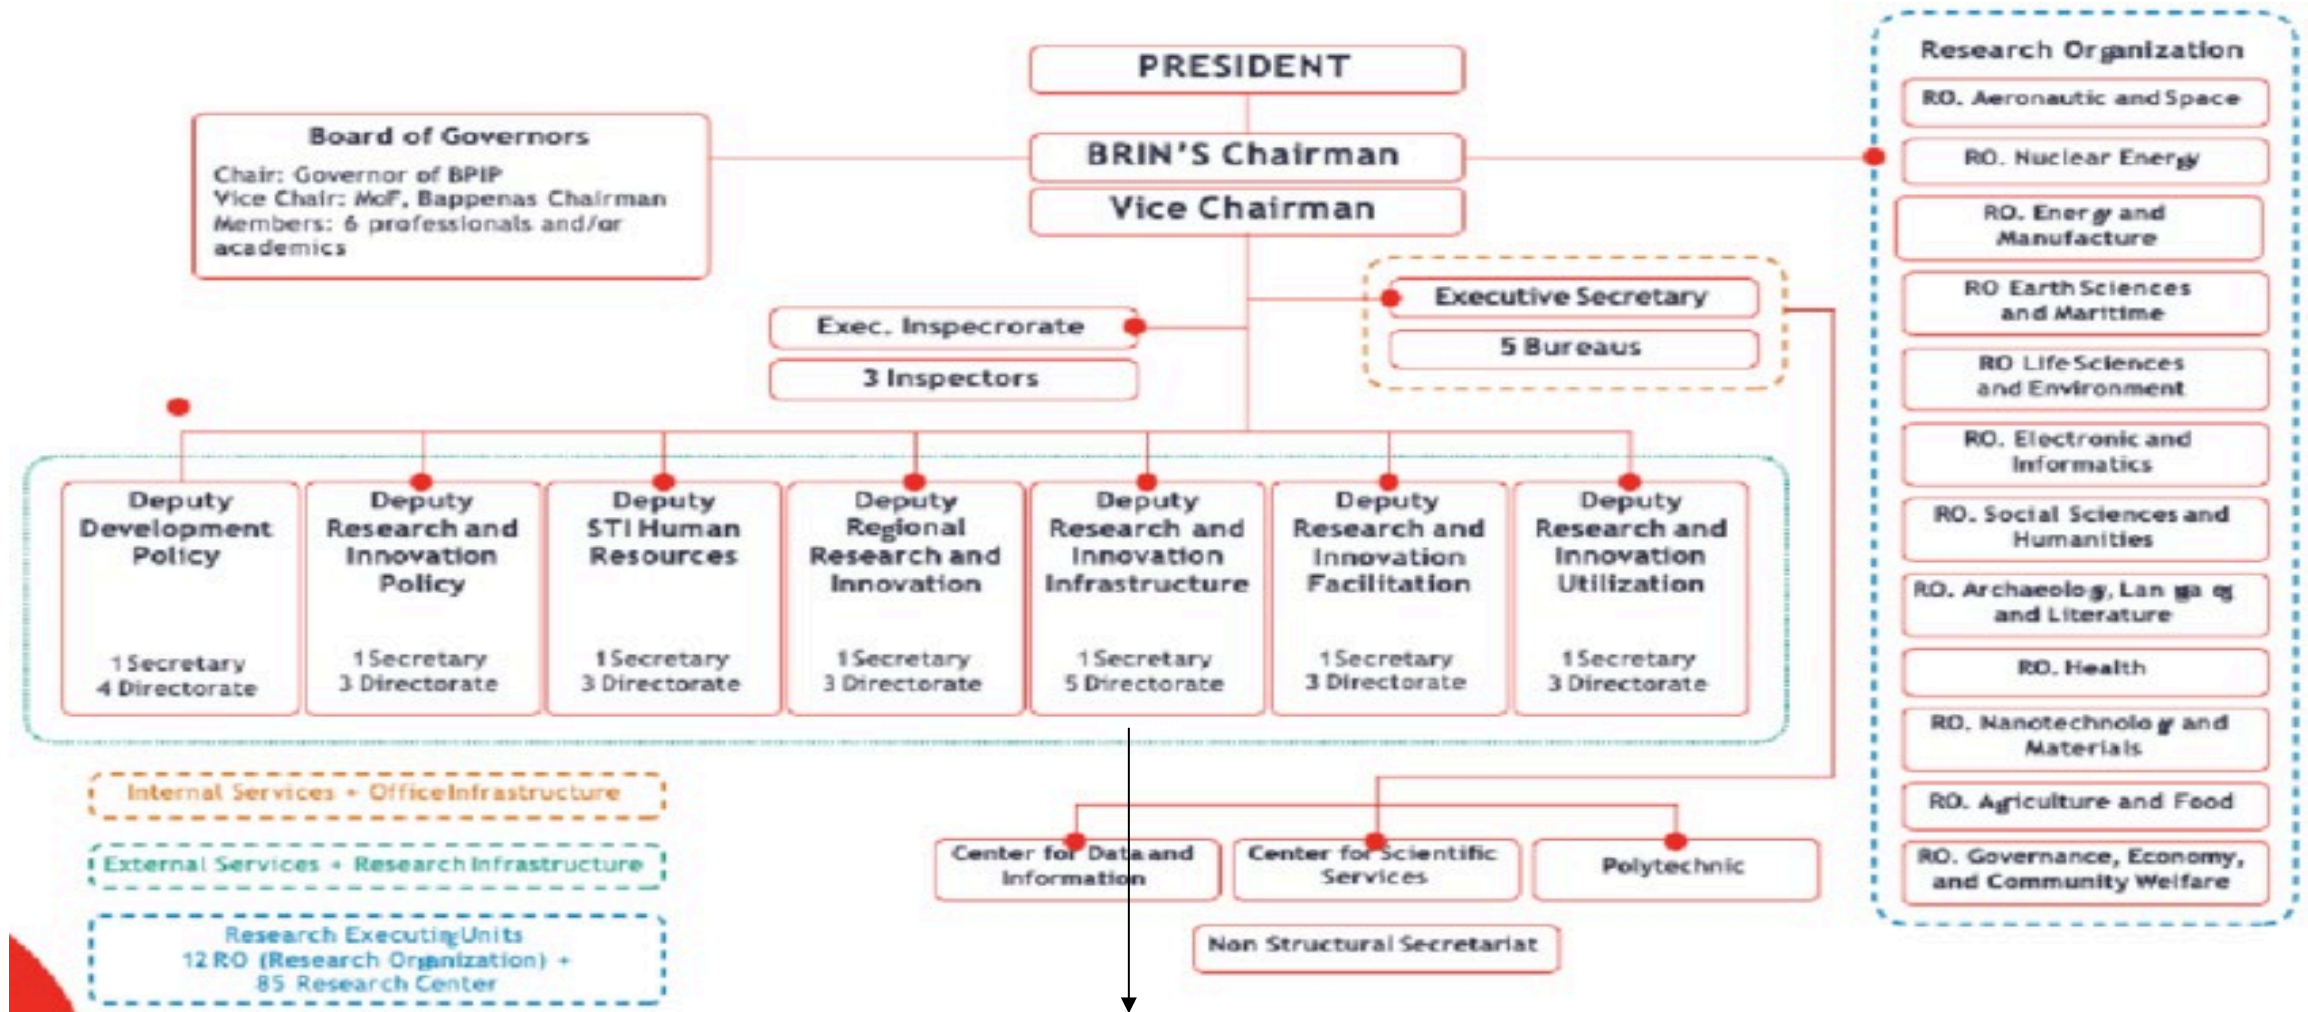 PRESIDENT
BRIN'S Chairman
Vice Chairman
Board of Governors
Chair: Governor of BPIP
Vice Chair: MoF, Bappenas Chairman
Members: 6 professionals and/or
academics
Exec. Inspecrorate
3 Inspectors
Executive Secretary
5 Bureaus
Deputy
Development
Policy
1 Secretary
4 Directorate
Deputy
Research and
Innovation
Policy
1 Secretary
3 Directorate
Deputy
STI Human
Resources
1 Secretary
3 Directorate
Deputy
Regional
Research and
Innovation
1 Secretary
3 Directorate
Deputy
Research and
Innovation
Infrastructure
1 Secretary
5 Directorate
Deputy
Research and
Innovation
Facilitation
1 Secretary
3 Directorate
Deputy
Research and
Innovation
Utilization
1 Secretary
3 Directorate
Internal Services + Office Infrastructure
External Services + Research Infrastructure
Research Executing Units
12 RO (Research Organization) +
85 Research Center
Center for Data and
Information
Center for Scientific
Services
Polytechnic
Non Structural Secretariat
Research Organization
RO. Aeronautic and Space
RO. Nuclear Energy
RO. Energy and
Manufacture
RO Earth Sciences
and Maritime
RO Life Sciences
and Environment
RO. Electronic and
Informatics
RO. Social Sciences and
Humanities
RO. Archaeology,
and Literature
RO. Health
RO. Nanotechnology and
Materials
RO. Agriculture and Food
RO. Governance, Economy,
and Community Welfare